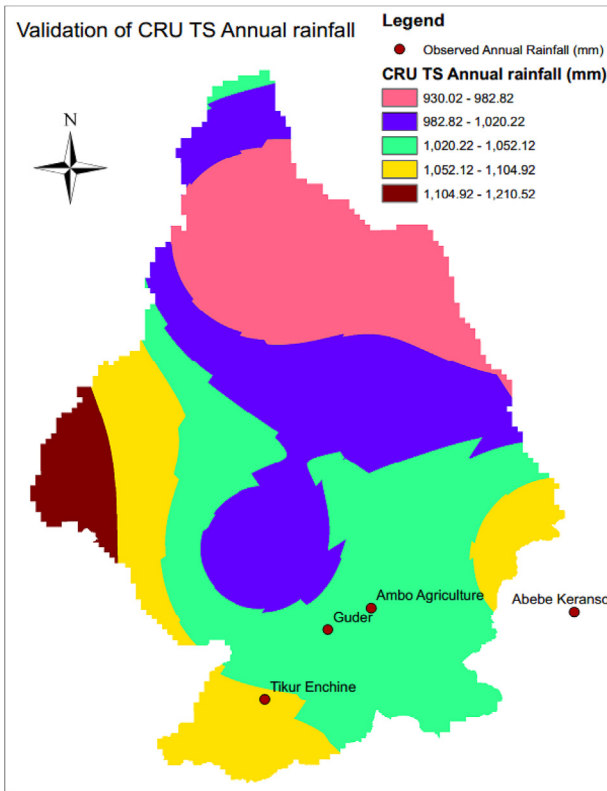 Validation of CRU TS Annual rainfall
Legend
Observed Annual Rainfall (mm)
CRU TS Annual rainfall (mm)
930.02 - 982.82
982.82 - 1,020.22
1,020.22 - 1,052.12
1,052.12 - 1,104.92
1,104.92 - 1,210.52
N
Ambo Agriculture
Abebe Keranso
Guder
Tikur Enchine